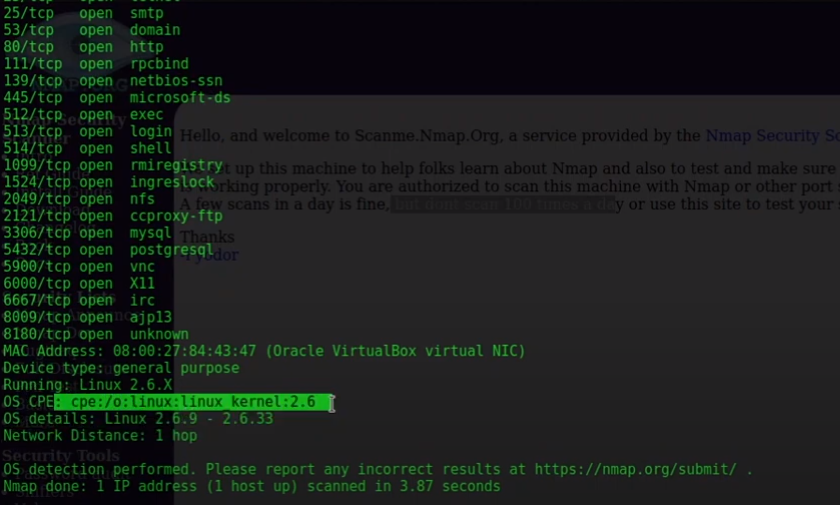 25/tcp open smtp
53/tcp open domain
80/tcp open http
111/tcp open rpcbind
139/tcp open netbios-ssn
445/tcp open microsoft-ds
512/tcp open exec
513/tcp open login
514/tcp open shell
1099/tcp open rmiregistry
1524/tcp open ingreslock
2049/tcp open nfs
2121/tcp open ccproxy-ftp
3306/tcp open mysql
5432/tcp open postgresql
5900/tcp open vnc
6000/tcp open X11
6667/tcp open irc
8009/tcp open ajp13
8180/tcp open unknown
MAC Address: 08:00:27:84:43:47 (Oracle VirtualBox virtual NIC)
Device type: general purpose
Running: Linux 2.6.X
OS CPE: cpe:/o:linux:linux kernel:2.6
OS details: Linux 2.6.9 - 2.6.33
Network Distance: 1 hop
OS detection performed. Please report any incorrect results at https://nmap.org/submit/ .
Nmap done: 1 IP address (1 host up) scanned in 3.87 seconds
Hello, and welcome to Scanme.Nmap.Org, a service provided by the Nmap Security
up this machine to help folks learn about Nmap and also to test and make sure
working properly. You are authorized to scan this machine with Nmap or other port
A few scans in a day is fine, but dont scan 100 times a day or use this site to test your
Thanks
Security Tools